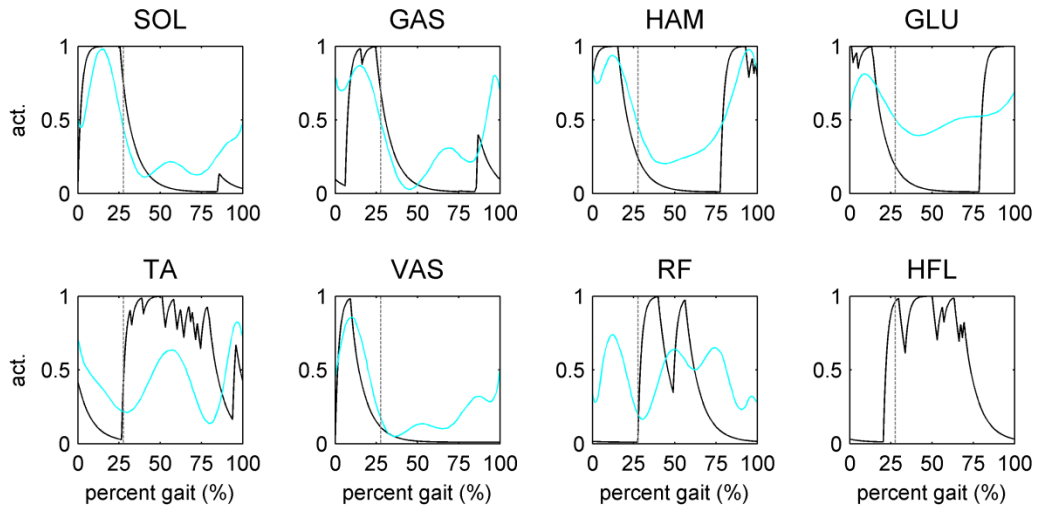 SOL GAS HAM GLU
act.
1 1 1 1
0.5 0.5 0.5 0.5
0 0 0 0
0 25 50 75 100 0 25 50 75 100 0 25 50 75 100 0 25 50 75 100
TA VAS RF HFL
act.
1 1 1 1
0.5 0.5 0.5 0.5
0 0 0 0
0 25 50 75 100 0 25 50 75 100 0 25 50 75 100 0 25 50 75 100
percent gait (%) percent gait (%) percent gait (%) percent gait (%)